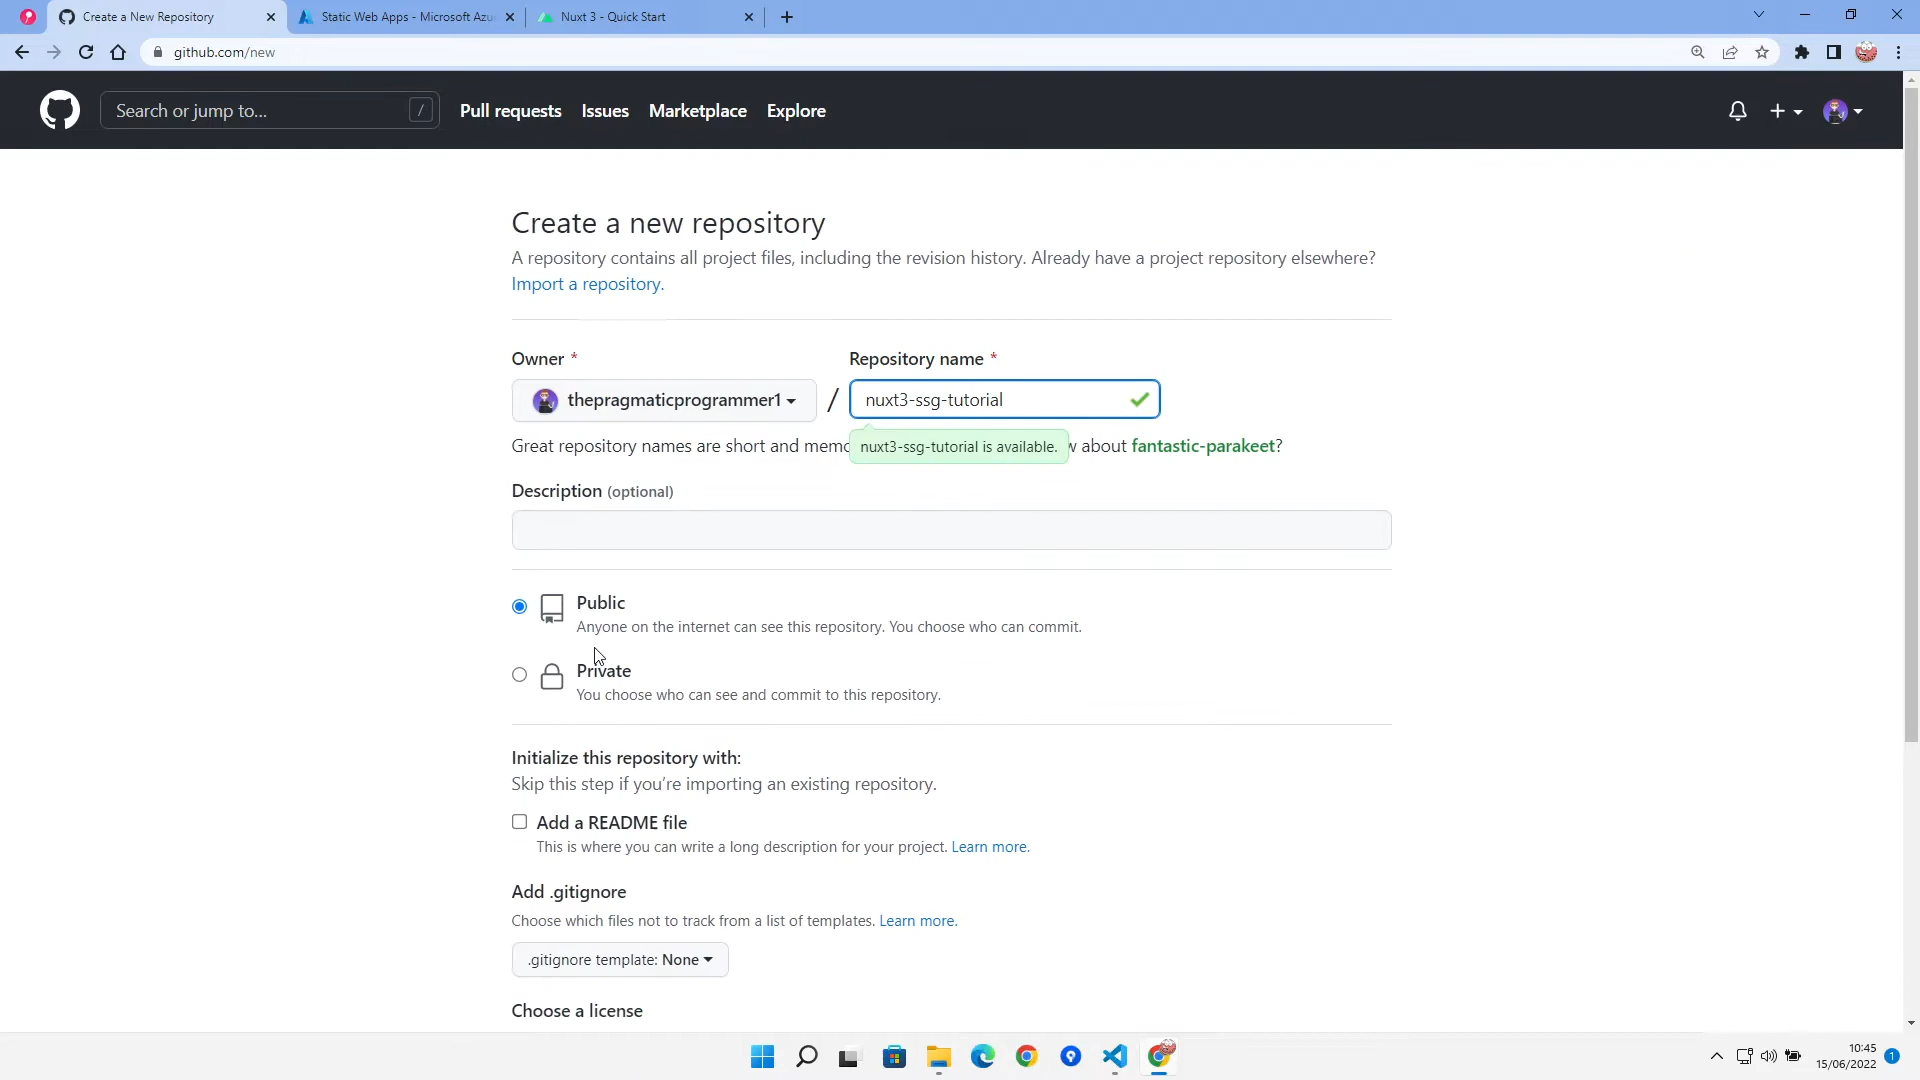 Create a New Repository
Static Web Apps - Microsoft Azu
Nuxt 3 - Quick Start
github.com/new
Search or jump to...
/
Pull requests
Issues
Marketplace
Explore
Create a new repository
A repository contains all project files, including the revision history. Already have a project repository elsewhere?
Import a repository.
Owner *
Repository name *
thepragmaticprogrammer1
/
nuxt3-ssg-tutorial
Great repository names are short and memo
nuxt3-ssg-tutorial is available.
about fantastic-parakeet?
Description (optional)
Public
Anyone on the internet can see this repository. You choose who can commit.
Private
You choose who can see and commit to this repository.
Initialize this repository with:
Skip this step if you’re importing an existing repository.
Add a README file
This is where you can write a long description for your project. Learn more.
Add .gitignore
Choose which files not to track from a list of templates. Learn more.
.gitignore template: None
Choose a license
10:45
15/06/2022
1